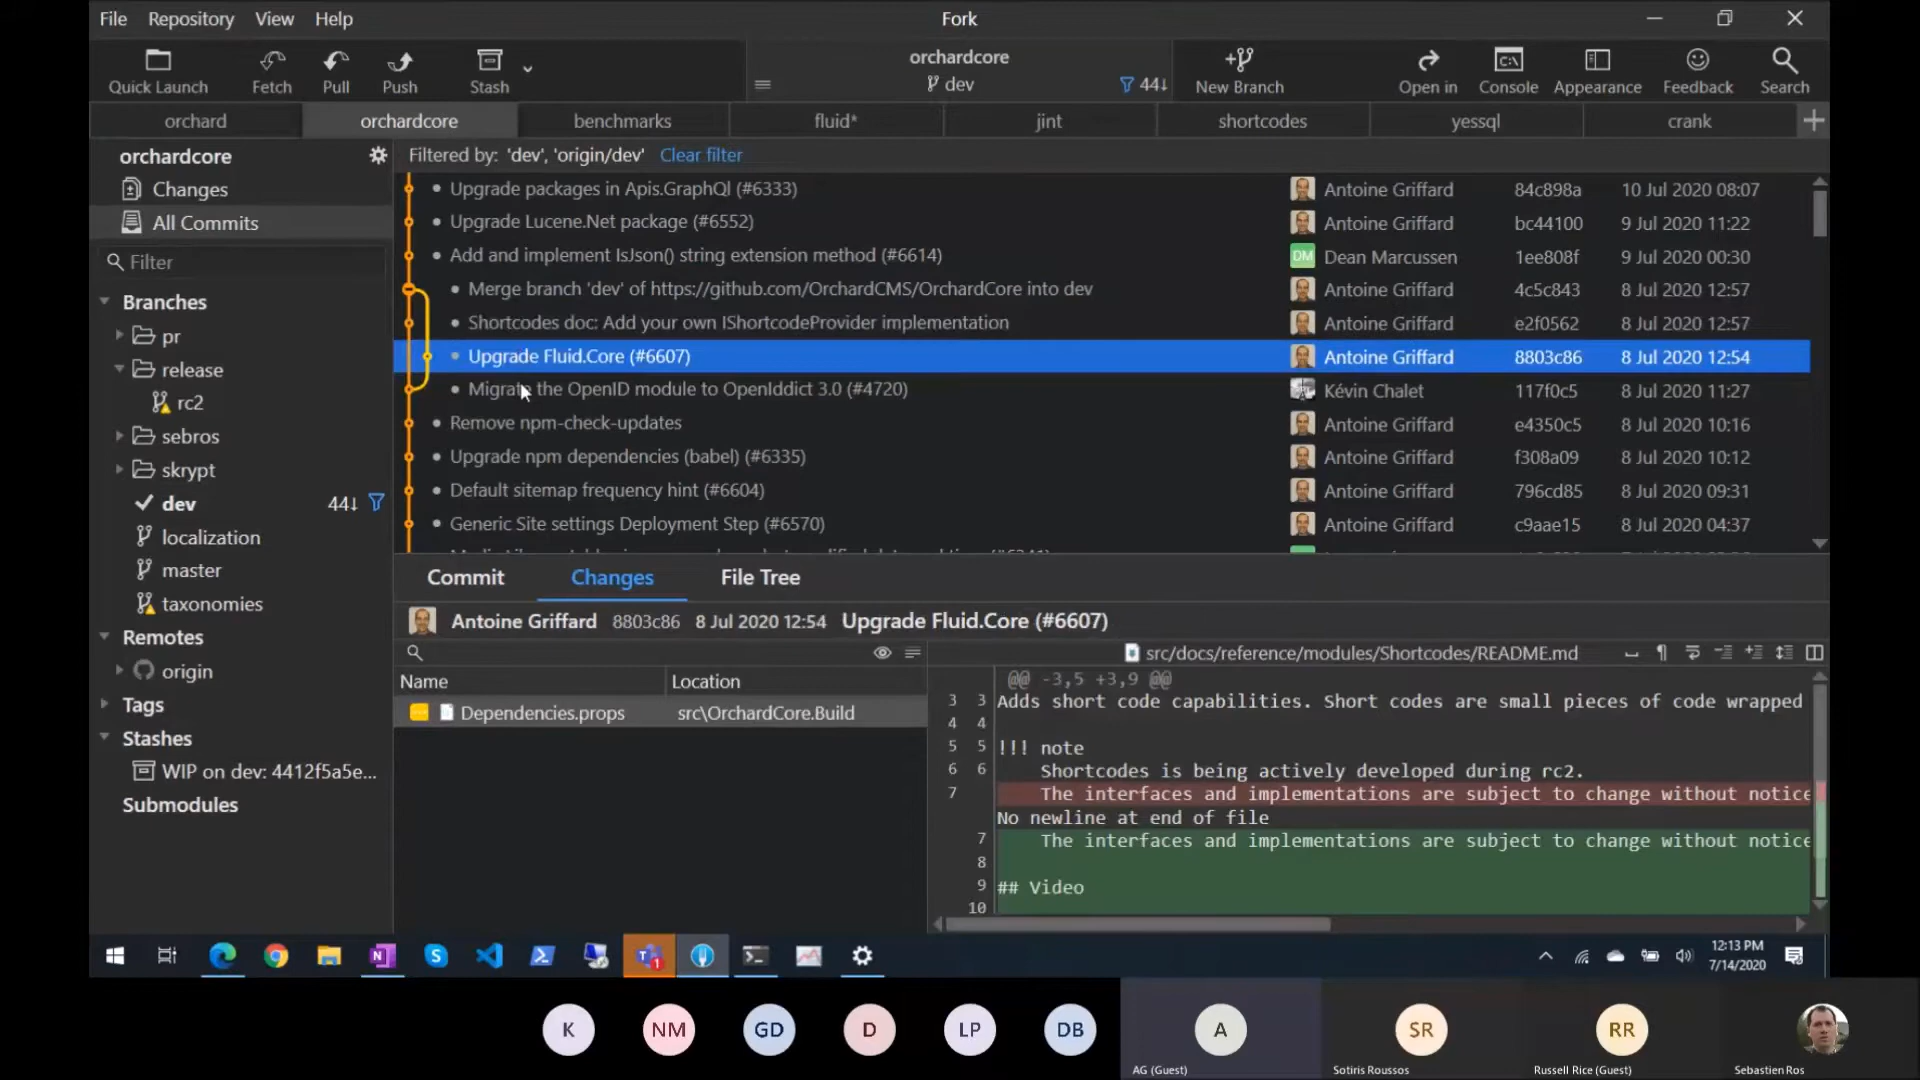 File Repository View Help
Fork
Quick Launch
Fetch
Pull
Push
Stash
orchardcore
dev
44↓
New Branch
Open in
Console
Appearance
Feedback
Search
orchard
orchardcore
benchmarks
fluid*
jint
shortcodes
yessql
crank
orchardcore
Changes
All Commits
Filter
Branches
pr
release
rc2
sebros
skrypt
dev 44↓
localization
master
taxonomies
Remotes
origin
Tags
Stashes
WIP on dev: 4412f5a5e...
Submodules
Filtered by: 'dev', 'origin/dev' Clear filter
Upgrade packages in Apis.GraphQl (#6333) Antoine Griffard 84c898a 10 Jul 2020 08:07
Upgrade Lucene.Net package (#6552) Antoine Griffard bc44100 9 Jul 2020 11:22
Add and implement IsJson() string extension method (#6614) DM Dean Marcussen 1ee808f 9 Jul 2020 00:30
Merge branch 'dev' of https://github.com/OrchardCMS/OrchardCore into dev Antoine Griffard 4c5c843 8 Jul 2020 12:57
Shortcodes doc: Add your own IShortcodeProvider implementation Antoine Griffard e2f0562 8 Jul 2020 12:57
Upgrade Fluid.Core (#6607) Antoine Griffard 8803c86 8 Jul 2020 12:54
Migrate the OpenID module to OpenIddict 3.0 (#4720) Kévin Chalet 117f0c5 8 Jul 2020 11:27
Remove npm-check-updates Antoine Griffard e4350c5 8 Jul 2020 10:16
Upgrade npm dependencies (babel) (#6335) Antoine Griffard f308a09 8 Jul 2020 10:12
Default sitemap frequency hint (#6604) Antoine Griffard 796cd85 8 Jul 2020 09:31
Generic Site settings Deployment Step (#6570) Antoine Griffard c9aae15 8 Jul 2020 04:37
Commit
Changes
File Tree
Antoine Griffard 8803c86 8 Jul 2020 12:54 Upgrade Fluid.Core (#6607)
Name Location
Dependencies.props src\OrchardCore.Build
src/docs/reference/modules/Shortcodes/README.md
@@ -3,5 +3,9 @@
3 3 Adds short code capabilities. Short codes are small pieces of code wrapped
4 4
5 5 !!! note
6 6 Shortcodes is being actively developed during rc2.
7 The interfaces and implementations are subject to change without notice
No newline at end of file
7 The interfaces and implementations are subject to change without notice
8
9 ## Video
10
12:13 PM
7/14/2020
K
NM
GD
D
LP
DB
A
SR
RR
AG (Guest)
Sotiris Roussos
Russell Rice (Guest)
Sebastien Ros